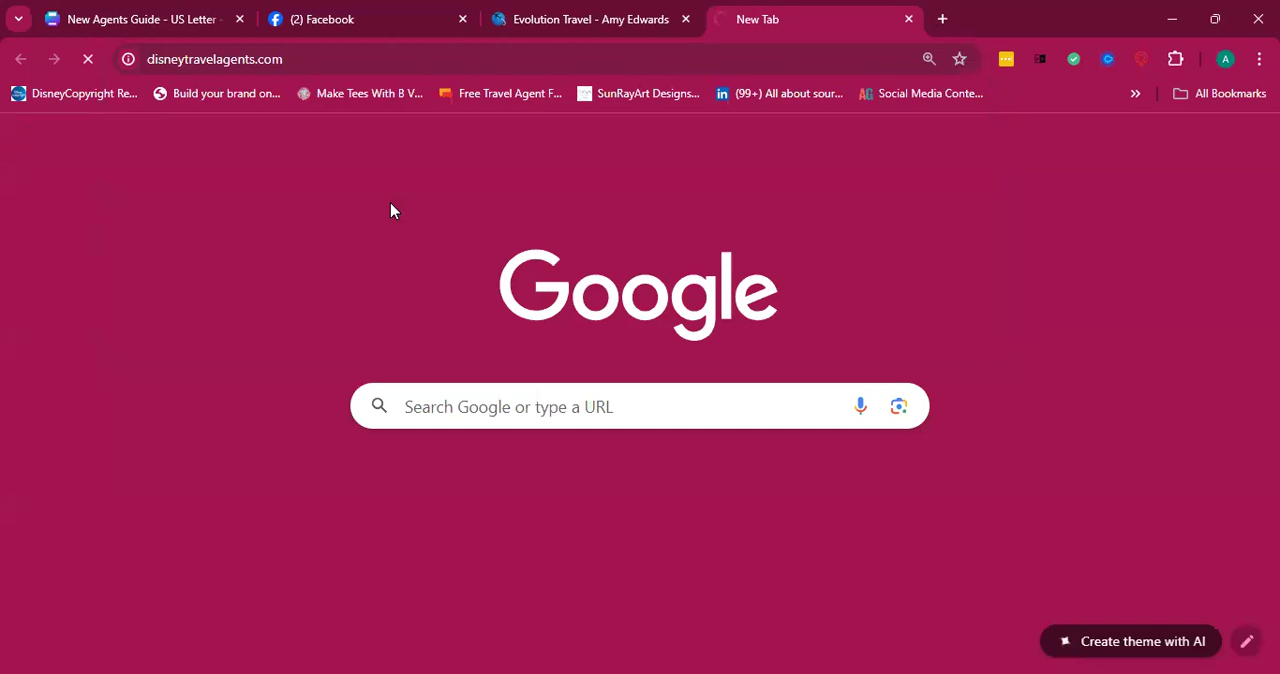 New Agents Guide - US Letter
(2) Facebook
Evolution Travel - Amy Edwards
New Tab
disneytravelagents.com
A
DisneyCopyright Re...
Build your brand on...
Make Tees With B V...
Free Travel Agent F...
SunRayArt Designs...
(99+) All about sour...
Social Media Conte...
All Bookmarks
Google
Search Google or type a URL
Create theme with AI